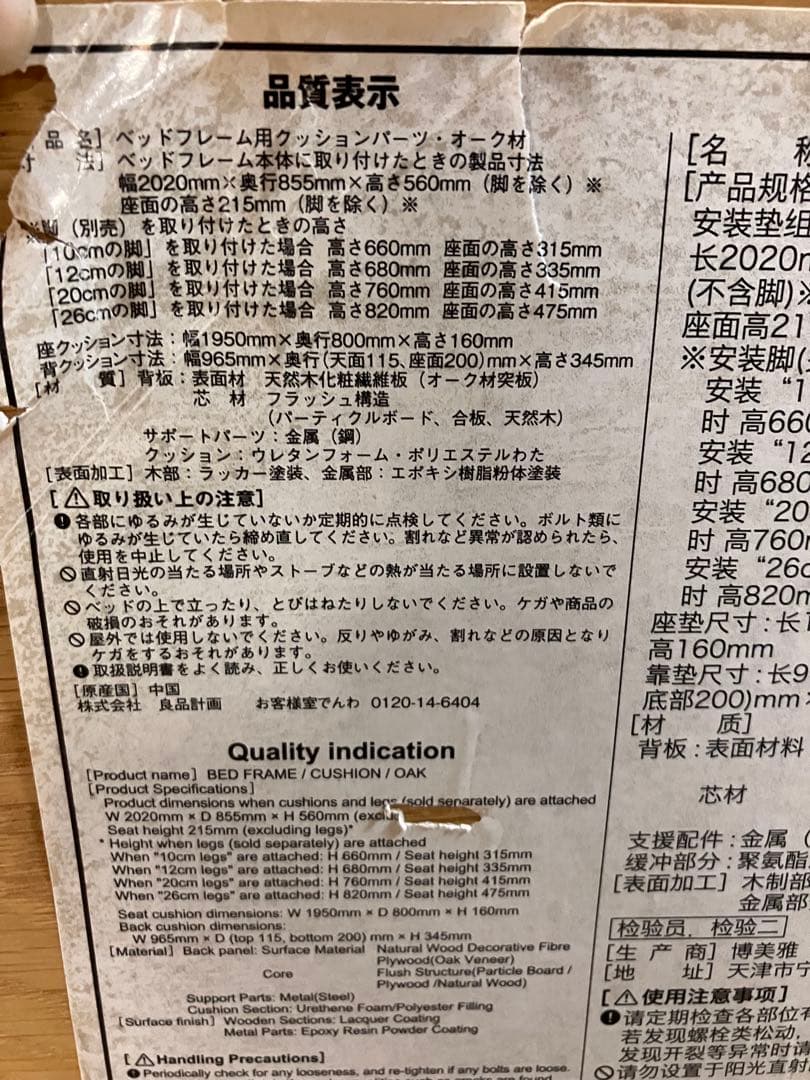 品質表示
品 名］ベッドフレーム用クッションパーツ・オーク材
寸 法］ベッドフレーム本体に取り付けたときの製品寸法
幅2020mm×奥行855mm×高さ560mm（脚を除く）※
座面の高さ215mm（脚を除く）※
※脚（別売）を取り付けたときの高さ
「10cmの脚」を取り付けた場合 高さ660mm 座面の高さ315mm
「12cmの脚」を取り付けた場合 高さ680mm 座面の高さ335mm
「20cmの脚」を取り付けた場合 高さ760mm 座面の高さ415mm
「26cmの脚」を取り付けた場合 高さ820mm 座面の高さ475mm
座クッション寸法：幅1950mm×奥行800mm×高さ160mm
背クッション寸法：幅965mm×奥行（天面115、座面200）mm×高さ345mm
［材 質］背板：表面材 天然木化粧繊維板（オーク材突板）
芯 材 フラッシュ構造
（パーティクルボード、合板、天然木）
サポートパーツ：金属（鋼）
クッション：ウレタンフォーム・ポリエステルわた
［表面加工］木部：ラッカー塗装、金属部：エポキシ樹脂粉体塗装
［⚠取り扱い上の注意］
各部にゆるみが生じていないか定期的に点検してください。ボルト類に
ゆるみが生じていたら締め直してください。割れなど異常が認められたら、
使用を中止してください。
直射日光の当たる場所やストーブなどの熱が当たる場所に設置しないで
ください。
ベッドの上で立ったり、とびはねたりしないでください。ケガや商品の
破損のおそれがあります。
屋外では使用しないでください。反りやゆがみ、割れなどの原因となり
ケガをするおそれがあります。
取扱説明書をよく読み、正しくお使いください。
［原産国］中国
株式会社 良品計画 お客様室でんわ 0120-14-6404
Quality indication
［Product name］BED FRAME / CUSHION / OAK
［Product Specifications］
Product dimensions when cushions and legs (sold separately) are attached
W 2020mm × D 855mm × H 560mm
Seat height 215mm (excluding legs)*
* Height when legs (sold separately) are attached
When "10cm legs" are attached: H 660mm / Seat height 315mm
When "12cm legs" are attached: H 680mm / Seat height 335mm
When "20cm legs" are attached: H 760mm / Seat height 415mm
When "26cm legs" are attached: H 820mm / Seat height 475mm
Seat cushion dimensions: W 1950mm × D 800mm × H 160mm
Back cushion dimensions:
W 965mm × D (top 115, bottom 200) mm × H 345mm
［Material］Back panel: Surface Material Natural Wood Decorative Fibre
Plywood(Oak Veneer)
Core Flush Structure(Particle Board /
Plywood /Natural Wood)
Support Parts: Metal(Steel)
Cushion Section: Urethane Foam/Polyester Filling
［Surface finish］Wooden Sections: Lacquer Coating
Metal Parts: Epoxy Resin Powder Coating
［⚠Handling Precautions］
Periodically check for any looseness, and re-tighten if any bolts are loose.
［名 称
［产品规格
安装垫组
长2020m
(不含脚)※
座面高21
※安装脚(
安装“1
时 高660
安装“12
时 高680
安装“20
时 高760m
安装“26c
时 高820m
座垫尺寸：长1
高160mm
靠垫尺寸：长9
底部200)mm×
［材 质］
背板：表面材料
芯材
支援配件：金属（
缓冲部分：聚氨酯
［表面加工］木制部
金属部
检验员，检验二
［生 产 商］博美雅
［地 址］天津市宁
［⚠使用注意事项］
请定期检查各部位有
若发现螺栓类松动，
发现开裂等异常时请
请勿设置于阳光直射